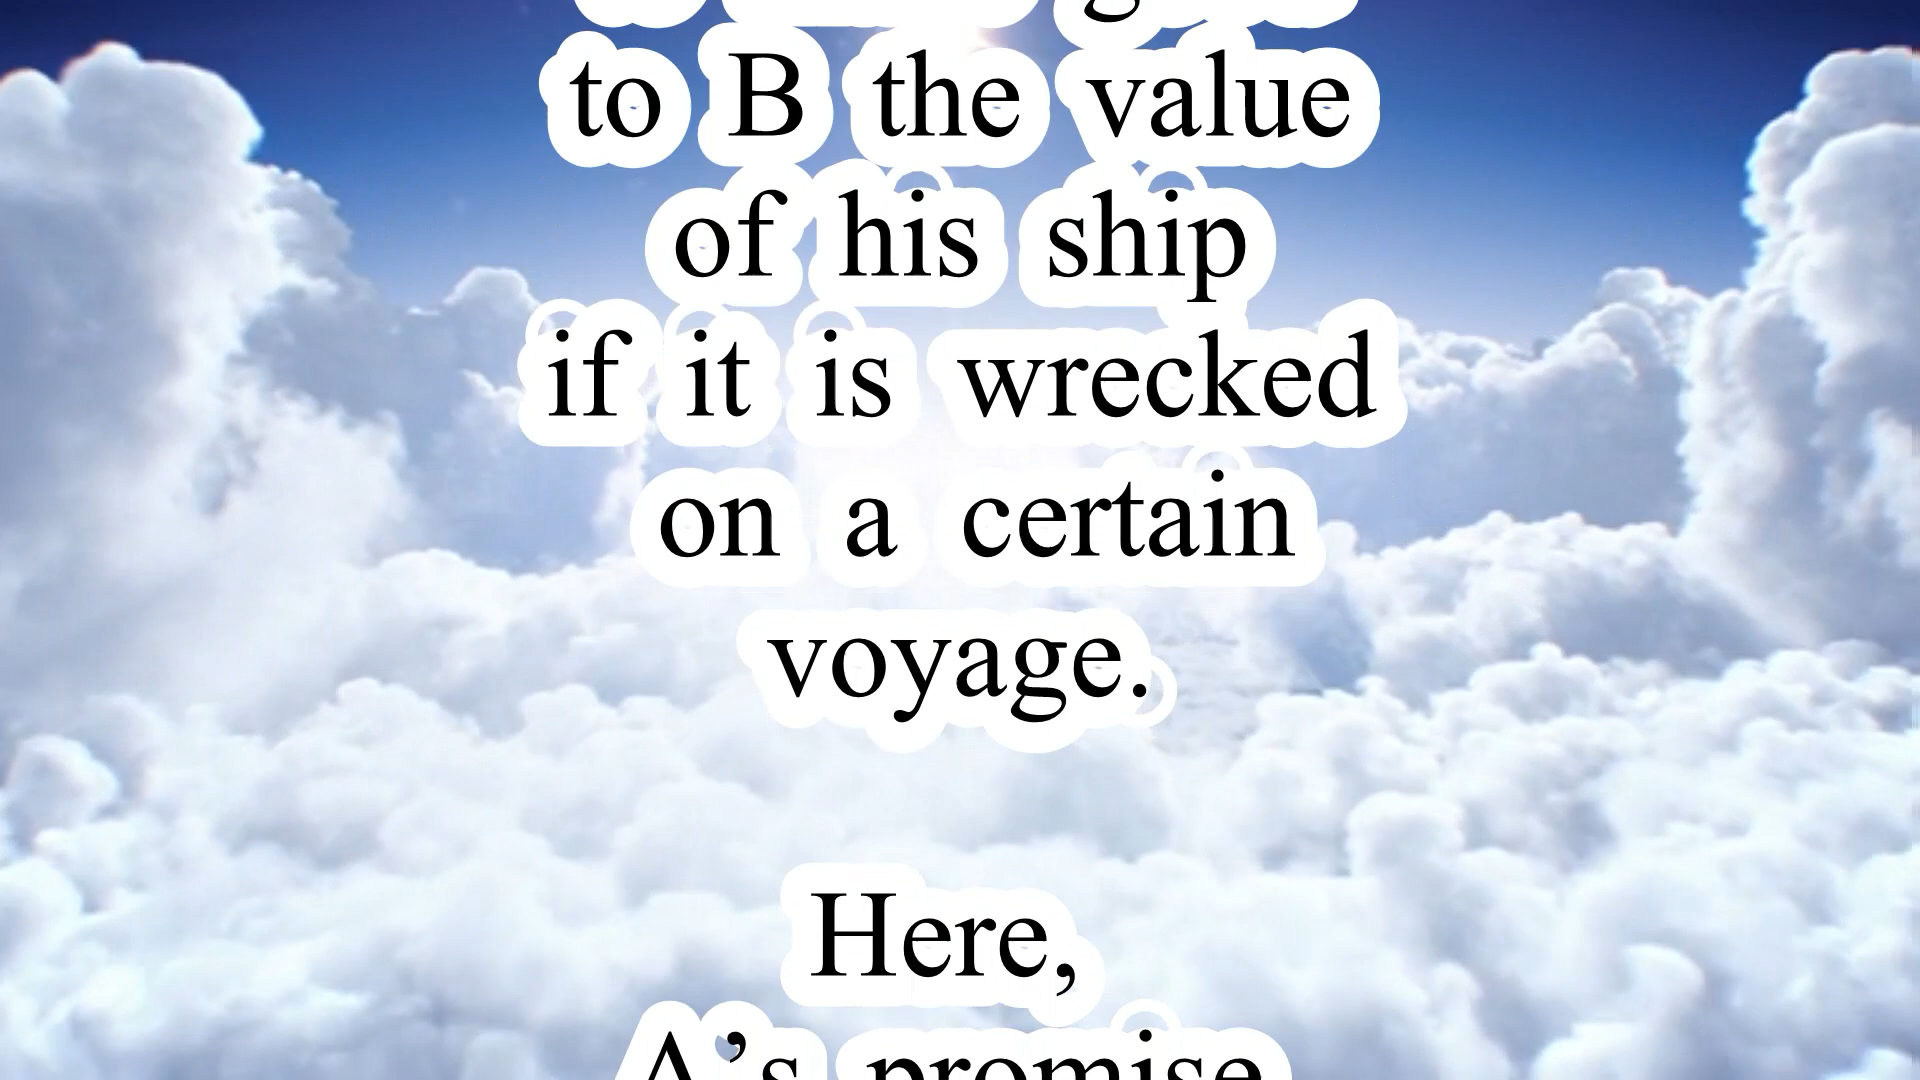 to B the value
of his ship
if it is wrecked
on a certain
voyage.
Here,
A’s promise